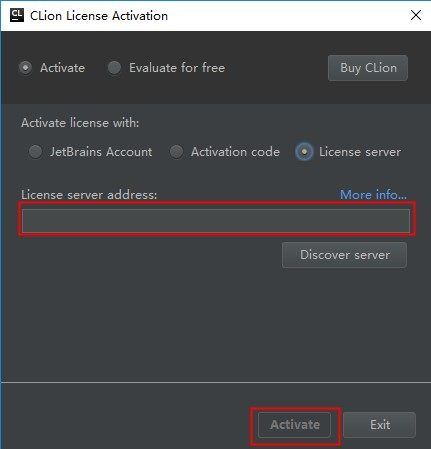 CL CLion License Activation
Activate Evaluate for free Buy CLion
Activate license with:
JetBrains Account Activation code License server
License server address: More info...
Discover server
Activate Exit